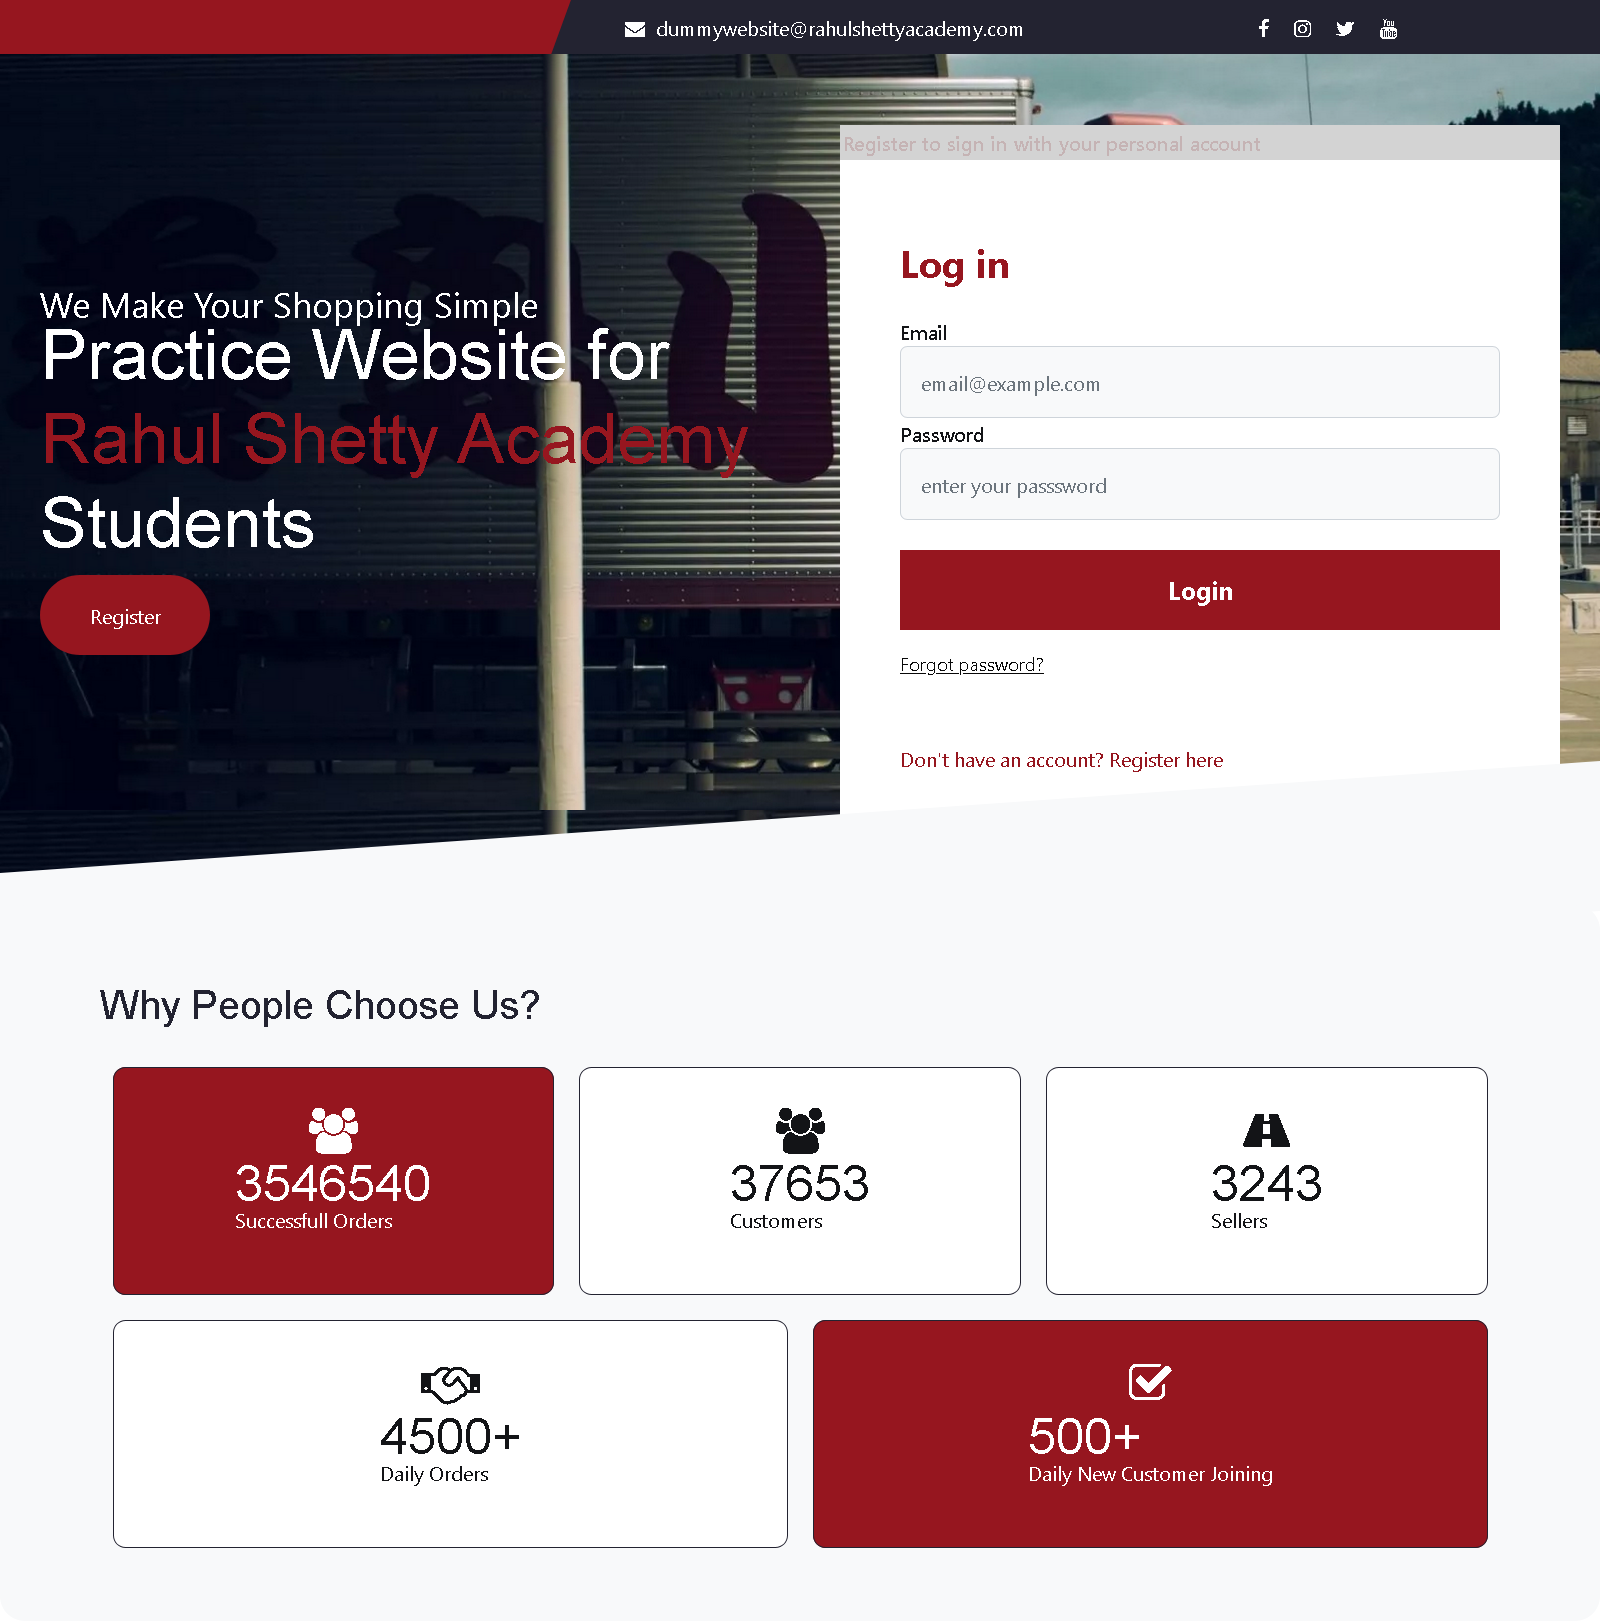 dummywebsite@rahulshettyacademy.com
Register to sign in with your personal account
We Make Your Shopping Simple
Practice Website for
Rahul Shetty Academy
Students
Register
Log in
Email
email@example.com
Password
enter your passsword
Login
Forgot password?
Don't have an account? Register here
Why People Choose Us?
3546540
Successfull Orders
37653
Customers
3243
Sellers
4500+
Daily Orders
500+
Daily New Customer Joining